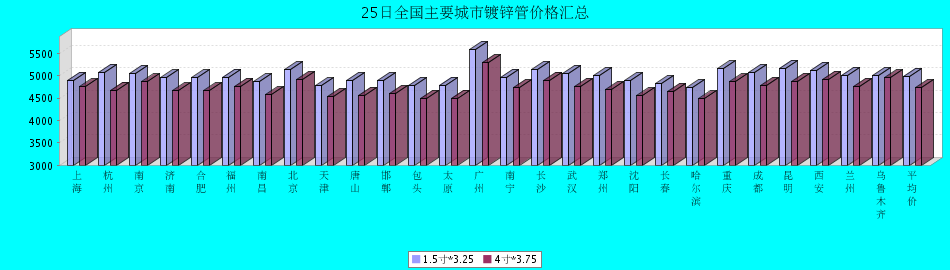 25日全国主要城市镀锌管价格汇总
5500
5000
4500
4000
3500
3000
上海 杭州 南京 济南 合肥 福州 南昌 北京 天津 唐山 邯郸 包头 太原 广州 南宁 长沙 武汉 郑州 沈阳 长春 哈尔滨 重庆 成都 昆明 西安 兰州 乌鲁木齐 平均价
1.5寸*3.25 4寸*3.75